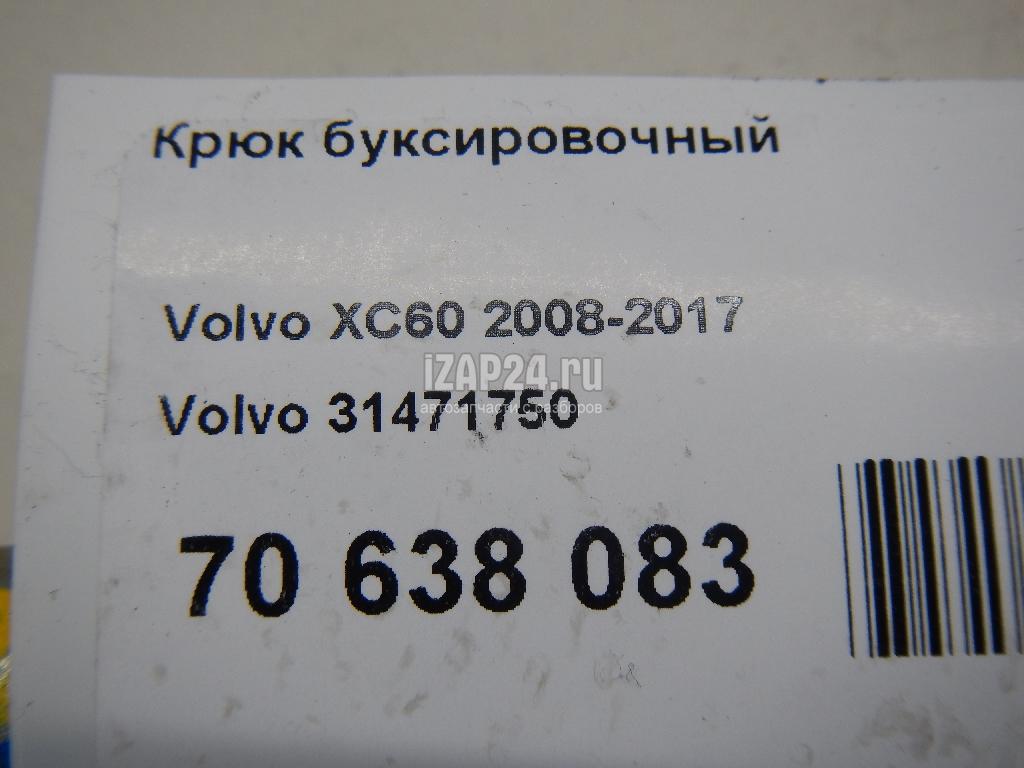 Крюк буксировочный
Volvo XC60 2008-2017
iZAP24.ru
автозапчасти с разборов
Volvo 31471750
70 638 083